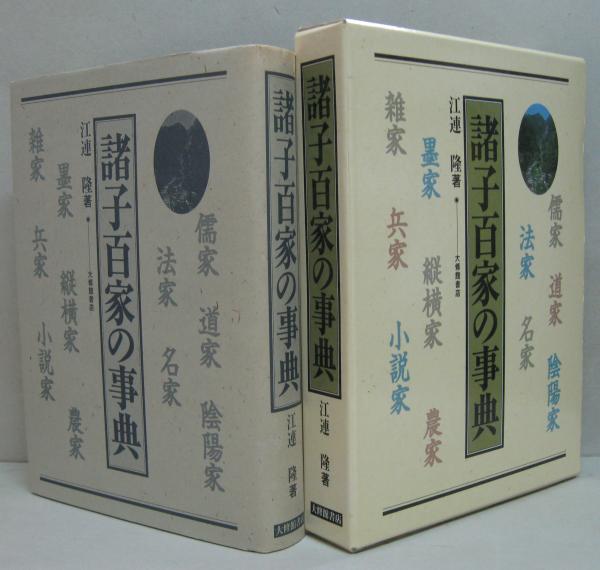 諸子百家の事典
江連 隆著
大修館書店
儒家 道家 陰陽家
法家 名家
墨家 縦横家 農家
雑家 兵家 小説家
諸子百家の事典
江連 隆著
大修館書店
諸子百家の事典
江連 隆著
大修館書店
儒家 道家 陰陽家
法家 名家
墨家 縦横家 農家
雑家 兵家 小説家
諸子百家の事典
江連 隆著
大修館書店